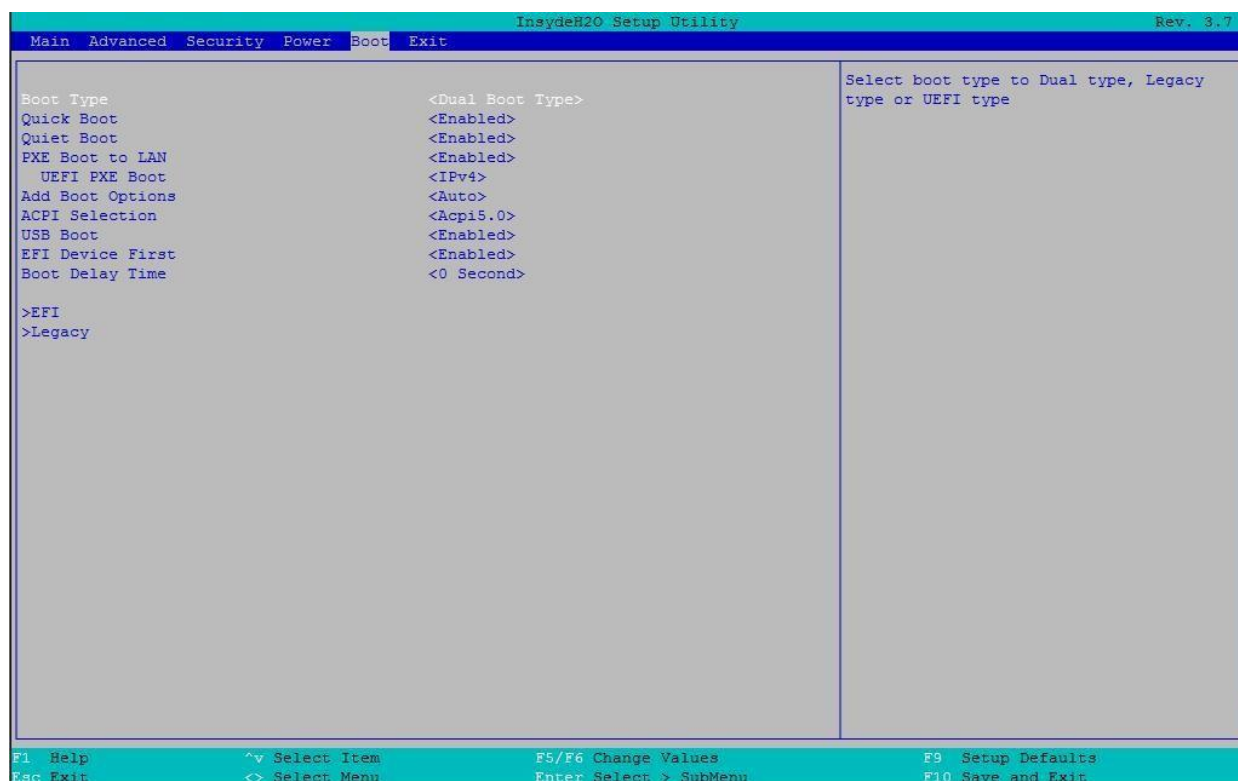 InsydeH2O Setup Utility Rev. 3.7
Main Advanced Security Power Boot Exit
Select boot type to Dual type, Legacy
Boot Type <Dual Boot Type> type or UEFI type
Quick Boot <Enabled>
Quiet Boot <Enabled>
PXE Boot to LAN <Enabled>
UEFI PXE Boot <IPv4>
Add Boot Options <Auto>
ACPI Selection <Acpi5.0>
USB Boot <Enabled>
EFI Device First <Enabled>
Boot Delay Time <0 Second>
>EFI
>Legacy
F1 Help ^v Select Item F5/F6 Change Values F9 Setup Defaults
Esc Exit <> Select Menu Enter Select > SubMenu F10 Save and Exit